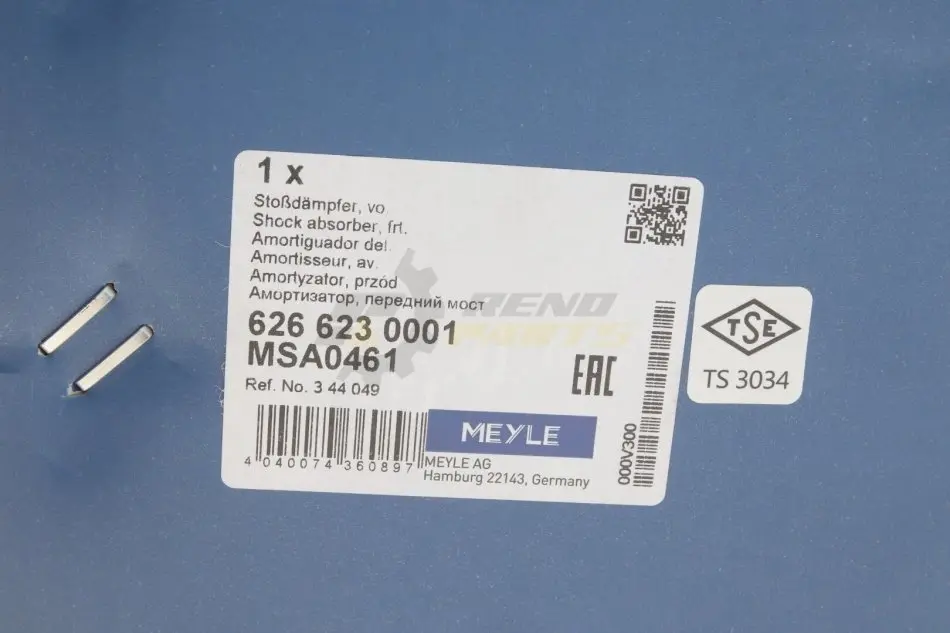 1 x
Stoßdämpfer, vo
Shock absorber, frt.
Amortiguador del.
Amortisseur, av.
Amortyzator, przód
Амортизатор, передний мост
RENO
PARTS
626 623 0001
MSA0461
Ref. No. 3 44 049
EAC
4 040074 360897
MEYLE
MEYLE AG
Hamburg 22143, Germany
000V300
TSE
TS 3034